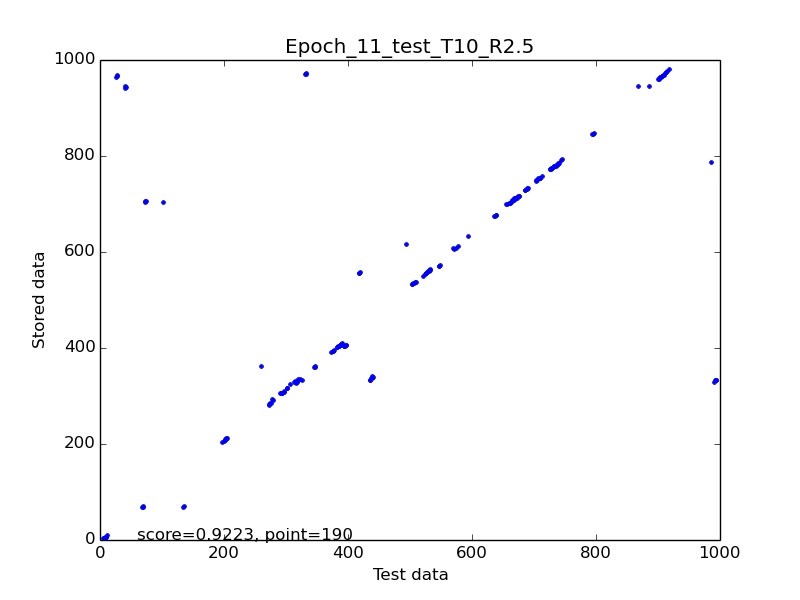 Epoch_11_test_T10_R2.5
1000
800
600
400
200
0
Stored data
score=0.9223, point=190
0 200 400 600 800 1000
Test data